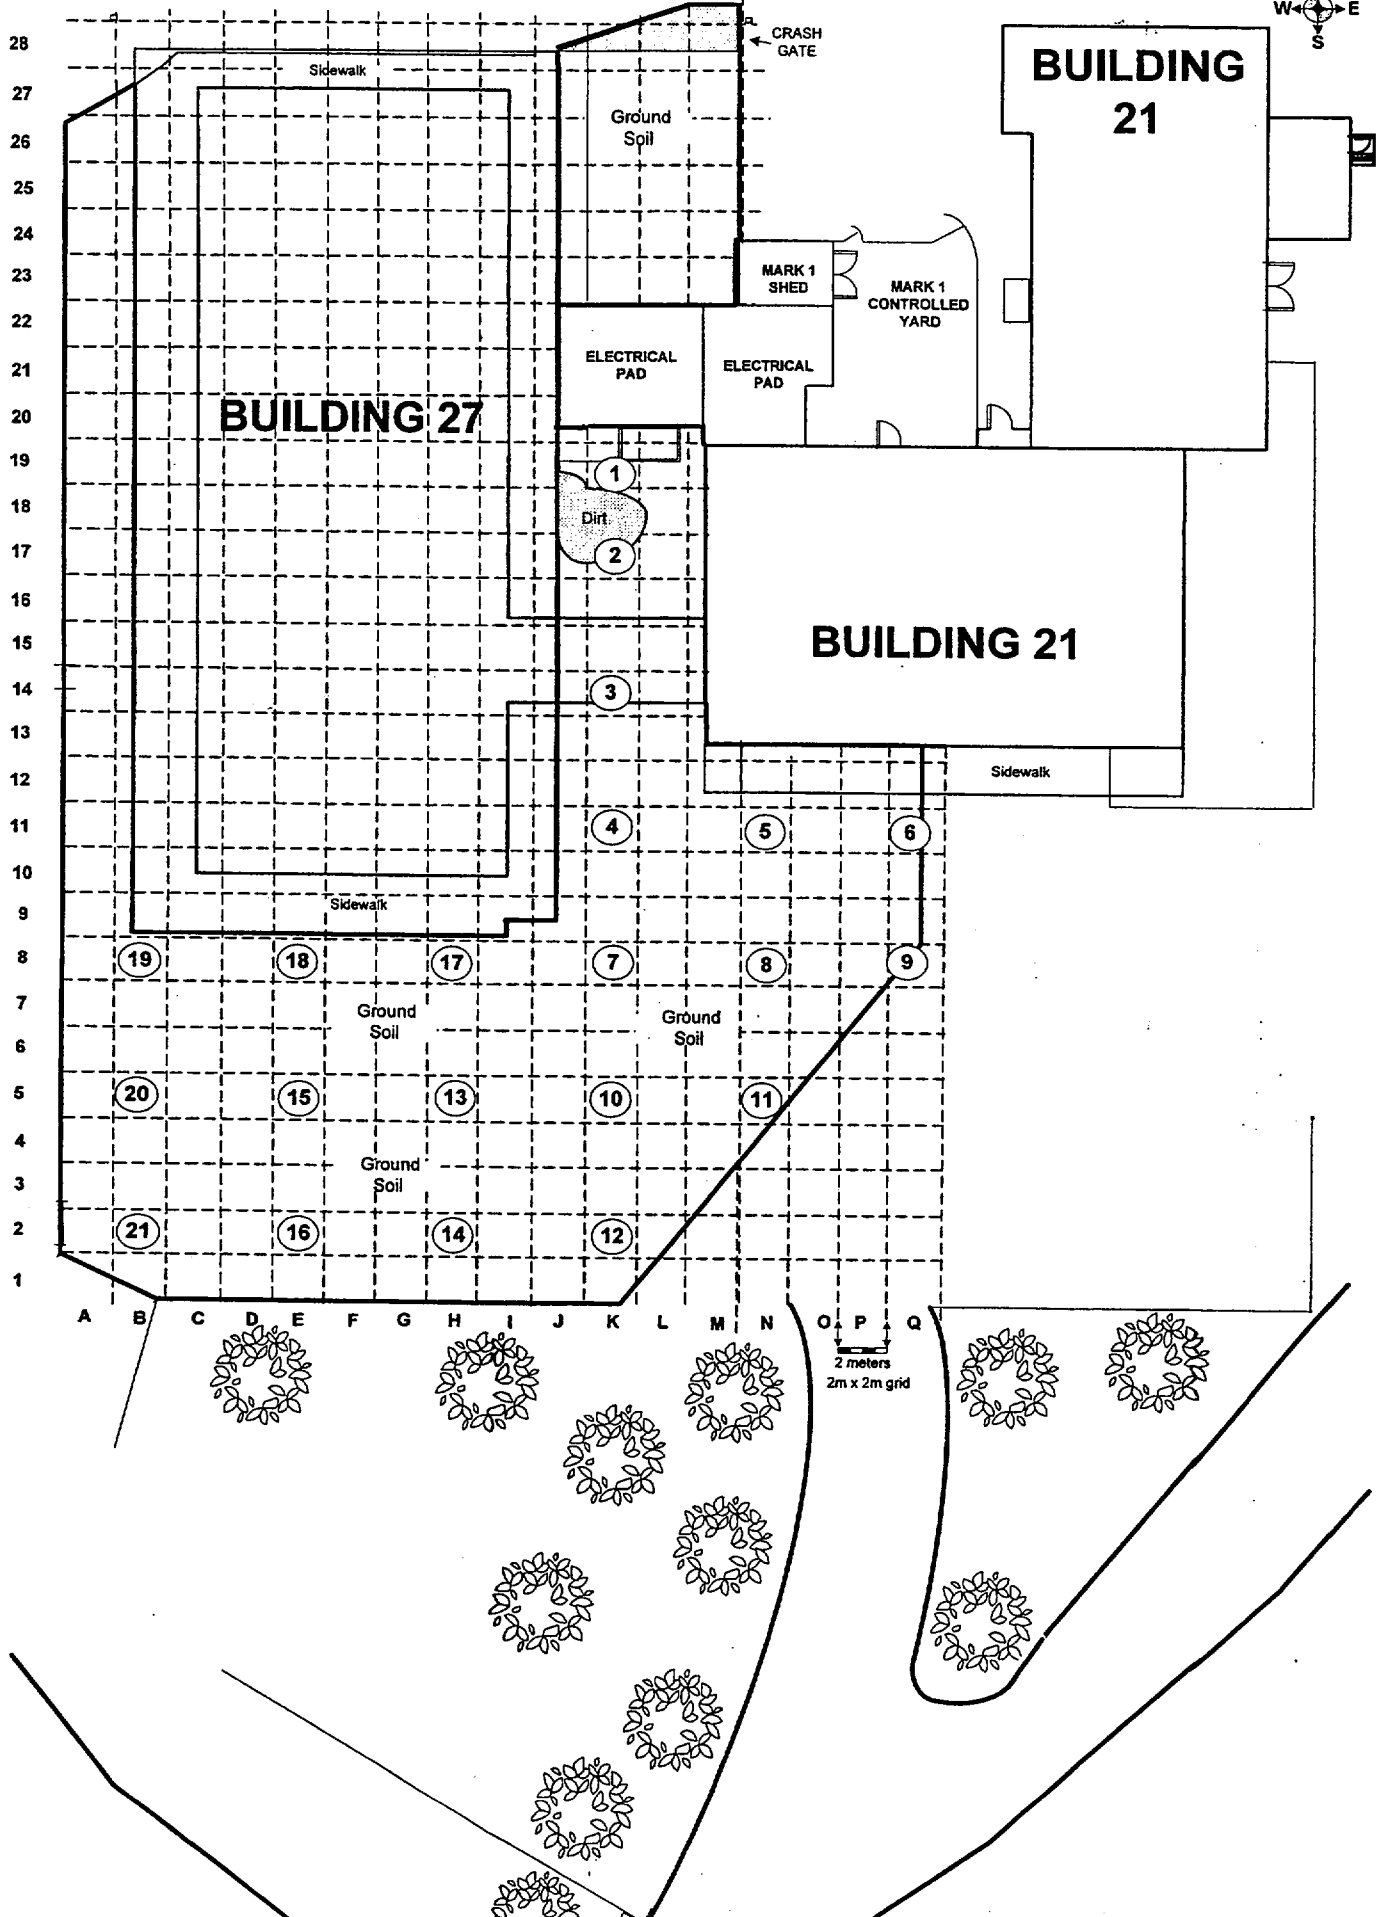 W E
S
28
CRASH
GATE
Sidewalk
BUILDING
21
27
Ground
Soil
26
25
24
23
MARK 1
SHED
MARK 1
CONTROLLED
YARD
22
21
ELECTRICAL
PAD
ELECTRICAL
PAD
20
BUILDING 27
19
1
18
Dirt
17
2
16
15
BUILDING 21
14
3
13
12
Sidewalk
11
4 5 6
10
9
Sidewalk
8
19 18 17 7 8 9
7
Ground
Soil
Ground
Soil
6
5
20 15 13 10 11
4
3
Ground
Soil
2
21 16 14 12
1
A B C D E F G H I J K L M N O P Q
2 meters
2m x 2m grid